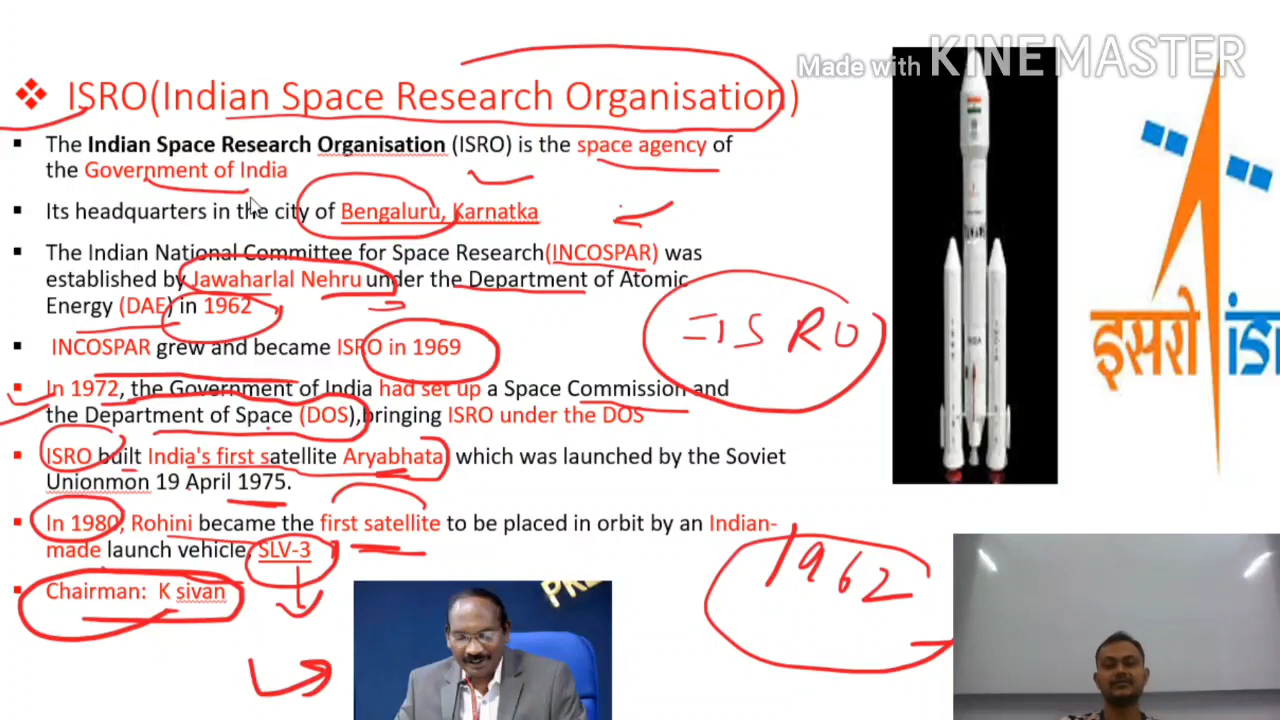 Made with KINEMASTER
❖ ISRO(Indian Space Research Organisation)
▪ The Indian Space Research Organisation (ISRO) is the space agency of
the Government of India
▪ Its headquarters in the city of Bengaluru, Karnatka
▪ The Indian National Committee for Space Research(INCOSPAR) was
established by Jawaharlal Nehru under the Department of Atomic
Energy (DAE) in 1962
=ISRO
▪ INCOSPAR grew and became ISRO in 1969
▪ In 1972, the Government of India had set up a Space Commission and
the Department of Space (DOS),bringing ISRO under the DOS
▪ ISRO built India's first satellite Aryabhata, which was launched by the Soviet
Unionmon 19 April 1975.
▪ In 1980, Rohini became the first satellite to be placed in orbit by an Indian-
made launch vehicle, SLV-3
▪ Chairman: K sivan
1962
इसरो isr
PRE